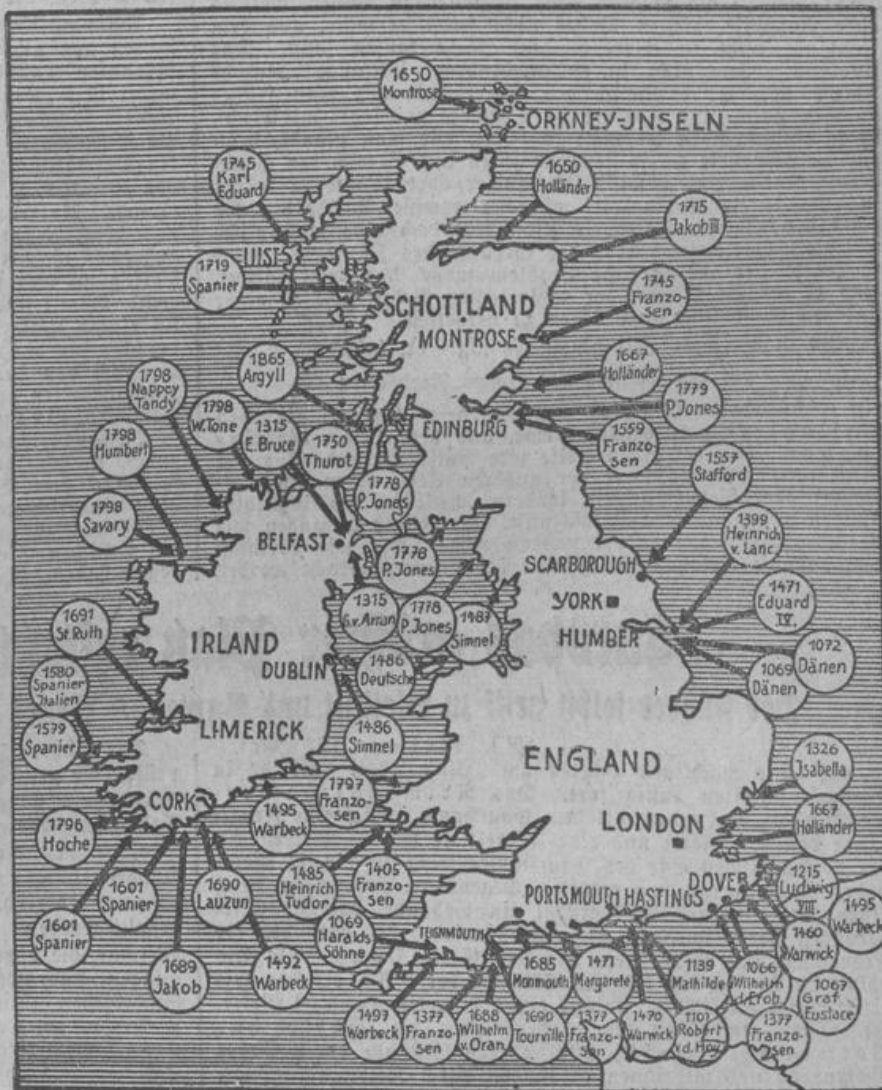 1650
Montrose
ORKNEY-JNSELN
1745
Karl
Eduard
1650
Holländer
1715
Jakob III
UISTS
1719
Spanier
SCHOTTLAND
MONTROSE
1745
Franzo-
sen
1865
Argyll
1667
Holländer
1798
Nappey
Tandy
1798
W.Tone
1315
E.Bruce
1750
Thurot
EDINBURG
1779
P.Jones
1559
Franzo-
sen
1798
Humbert
1778
P.Jones
1557
Stafford
1798
Savary
BELFAST
1778
P.Jones
SCARBOROUGH
1399
Heinrich
v. Lanc.
1315
S.v.Arran
1778
P.Jones
1487
Simnel
YORK
1471
Eduard
IV.
1691
St.Ruth
IRLAND
HUMBER
1072
Dänen
DUBLIN
1486
Deutsche
1069
Dänen
1580
Spanier
Italien
1579
Spanier
LIMERICK
1486
Simnel
ENGLAND
1326
Jsabella
1797
Franzo-
sen
CORK
1495
Warbeck
LONDON
1667
Holländer
1796
Hoche
1485
Heinrich
Tudor
1405
Franzo-
sen
DOVER
1215
Ludwig
VIII.
1495
Warbeck
1601
Spanier
1601
Spanier
1690
Lauzun
1069
Haralds
Söhne
TEIGNMOUTH
PORTSMOUTH
HASTINGS
1460
Warwick
1689
Jakob
1492
Warbeck
1685
Monmouth
1471
Margarete
1139
Mathilde
1066
Wilhelm
d.Erob.
1067
Graf
Eustace
1497
Warbeck
1377
Franzo-
sen
1688
Wilhelm
v.Oran.
1690
Tourville
1377
Franzo-
sen
1470
Warwick
1101
Robert
v.d.
1377
Franzo-
sen